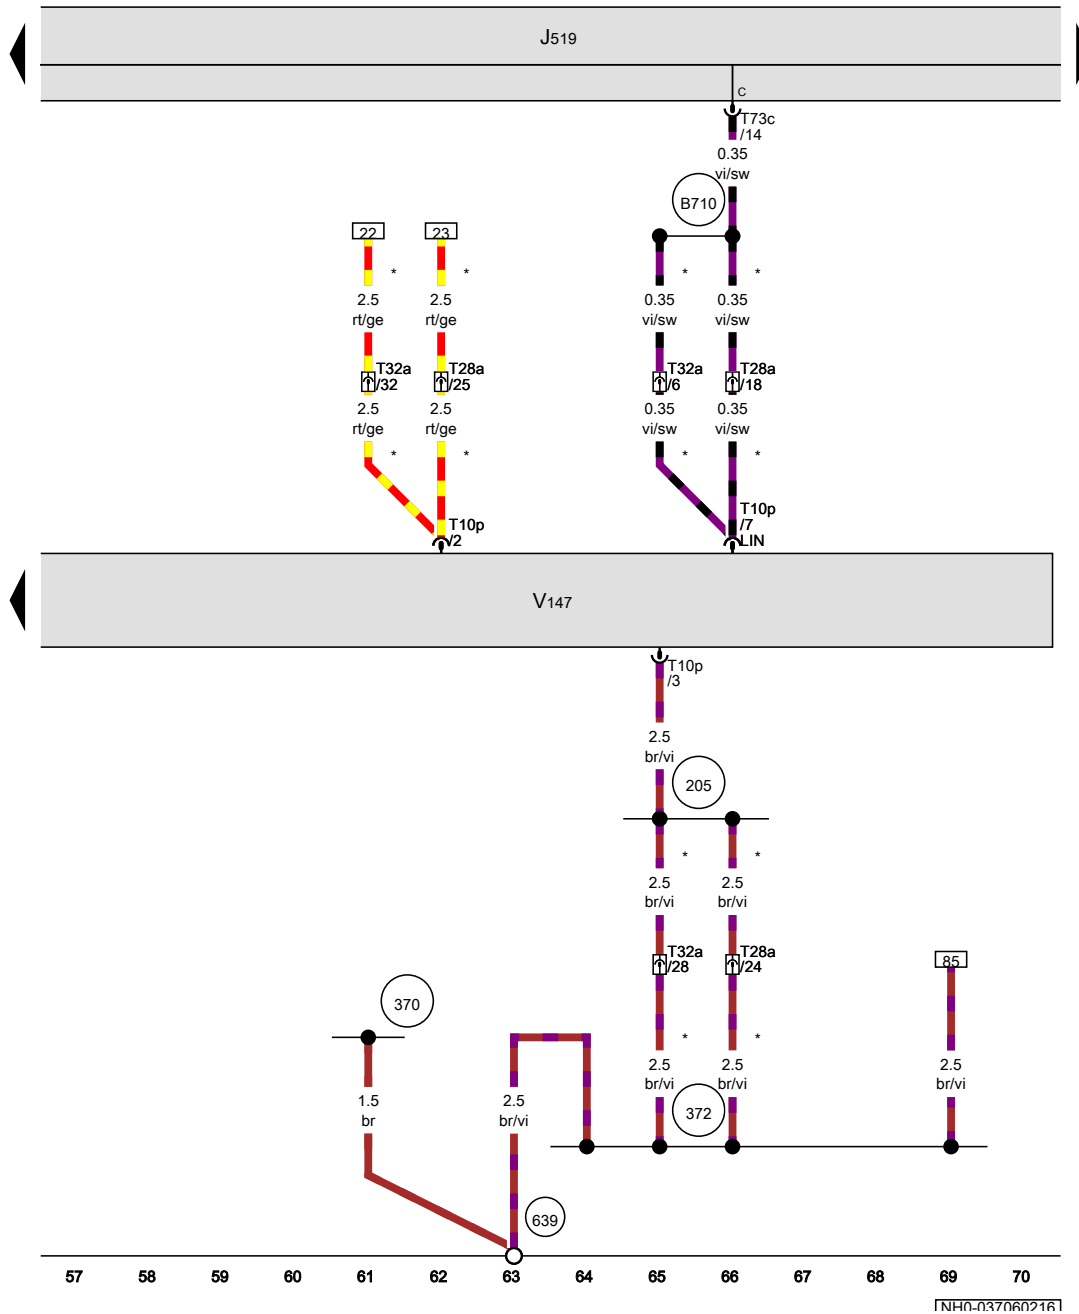 J519
C
T73c
/14
0.35
vi/sw
B710
22
23
*
*
*
*
2.5
rt/ge
2.5
rt/ge
0.35
vi/sw
0.35
vi/sw
T32a
/32
T28a
/25
T32a
/6
T28a
/18
2.5
rt/ge
2.5
rt/ge
0.35
vi/sw
0.35
vi/sw
*
*
*
*
T10p
/2
T10p
/7
LIN
V147
T10p
/3
2.5
br/vi
205
*
*
2.5
br/vi
2.5
br/vi
T32a
/28
T28a
/24
85
370
*
*
2.5
br/vi
2.5
br/vi
2.5
br/vi
1.5
br
2.5
br/vi
372
639
57 58 59 60 61 62 63 64 65 66 67 68 69 70
NH0-037060216